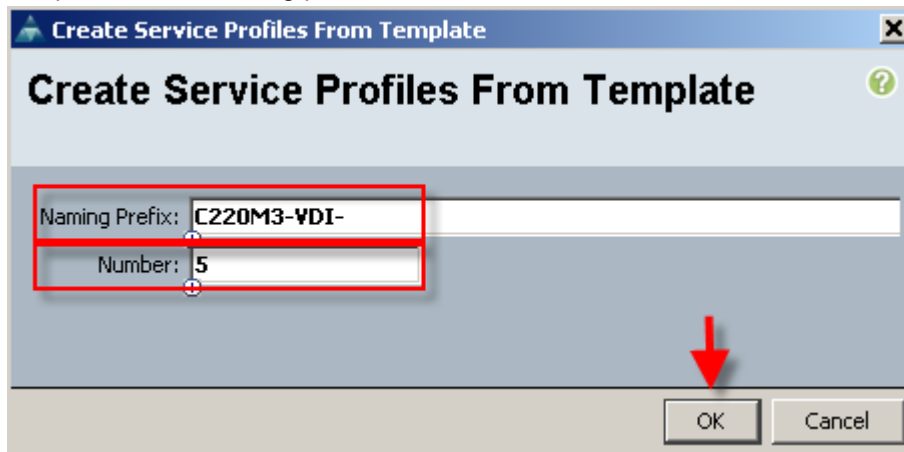 Create Service Profiles From Template
Create Service Profiles From Template
Naming Prefix: C220M3-VDI-
Number: 5
OK Cancel